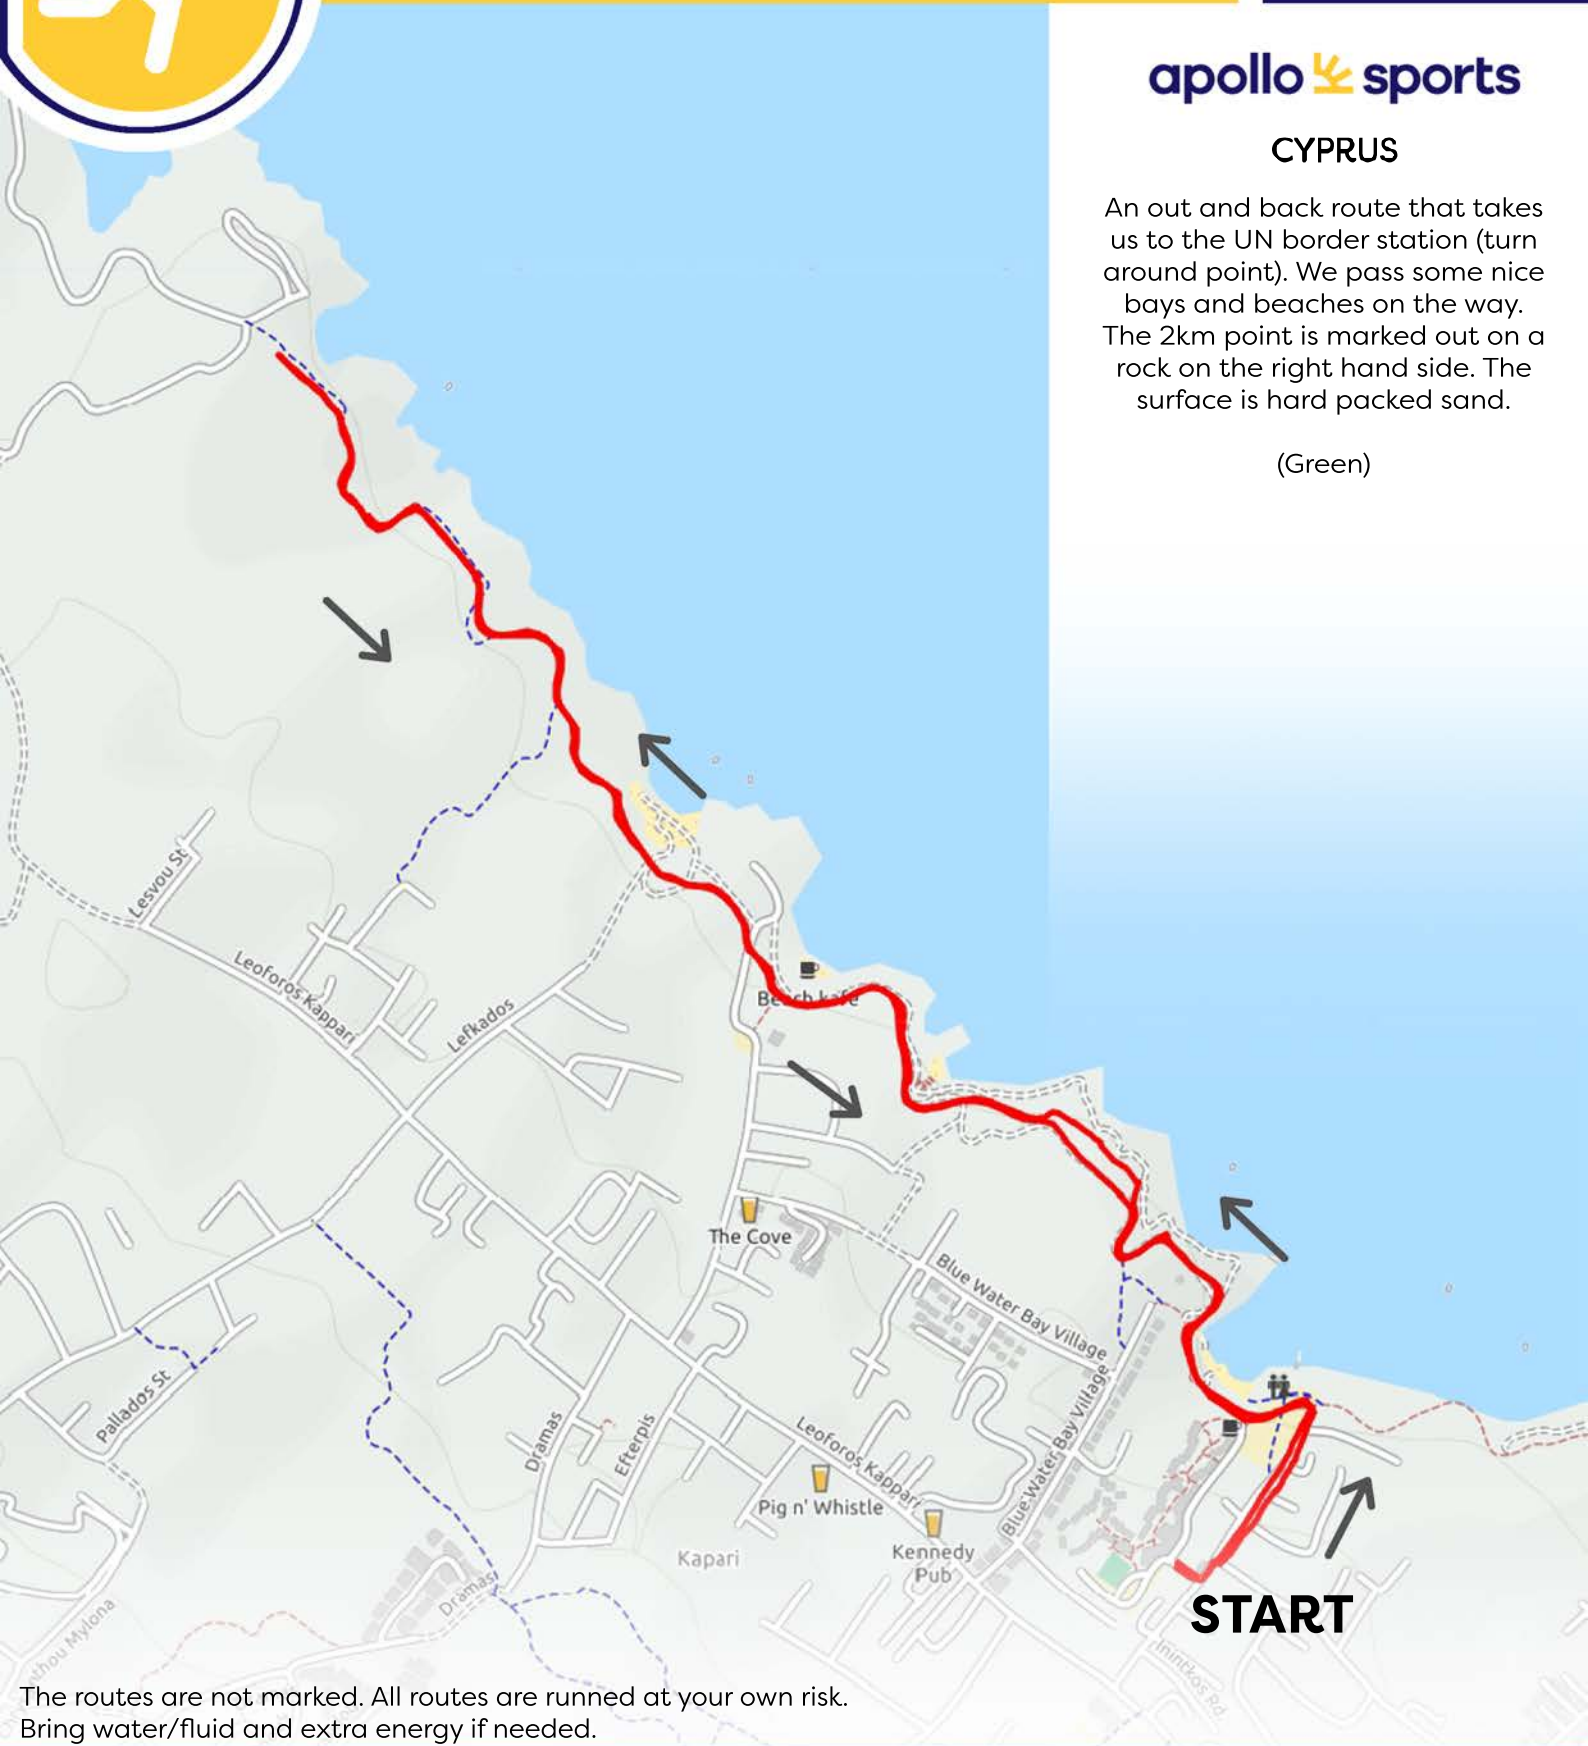 apollo sports
CYPRUS
An out and back route that takes
us to the UN border station (turn
around point). We pass some nice
bays and beaches on the way.
The 2km point is marked out on a
rock on the right hand side. The
surface is hard packed sand.
(Green)
Lesvou St
Leoforos Kappari
Lefkados
Beach kafe
The Cove
Blue Water Bay Village
Blue Water Bay Village
Pallados St
Dramas
Efterpis
Leoforos Kappari
Pig n' Whistle
Kennedy
Pub
Kapari
Dramas
START
The routes are not marked. All routes are runned at your own risk.
Bring water/fluid and extra energy if needed.